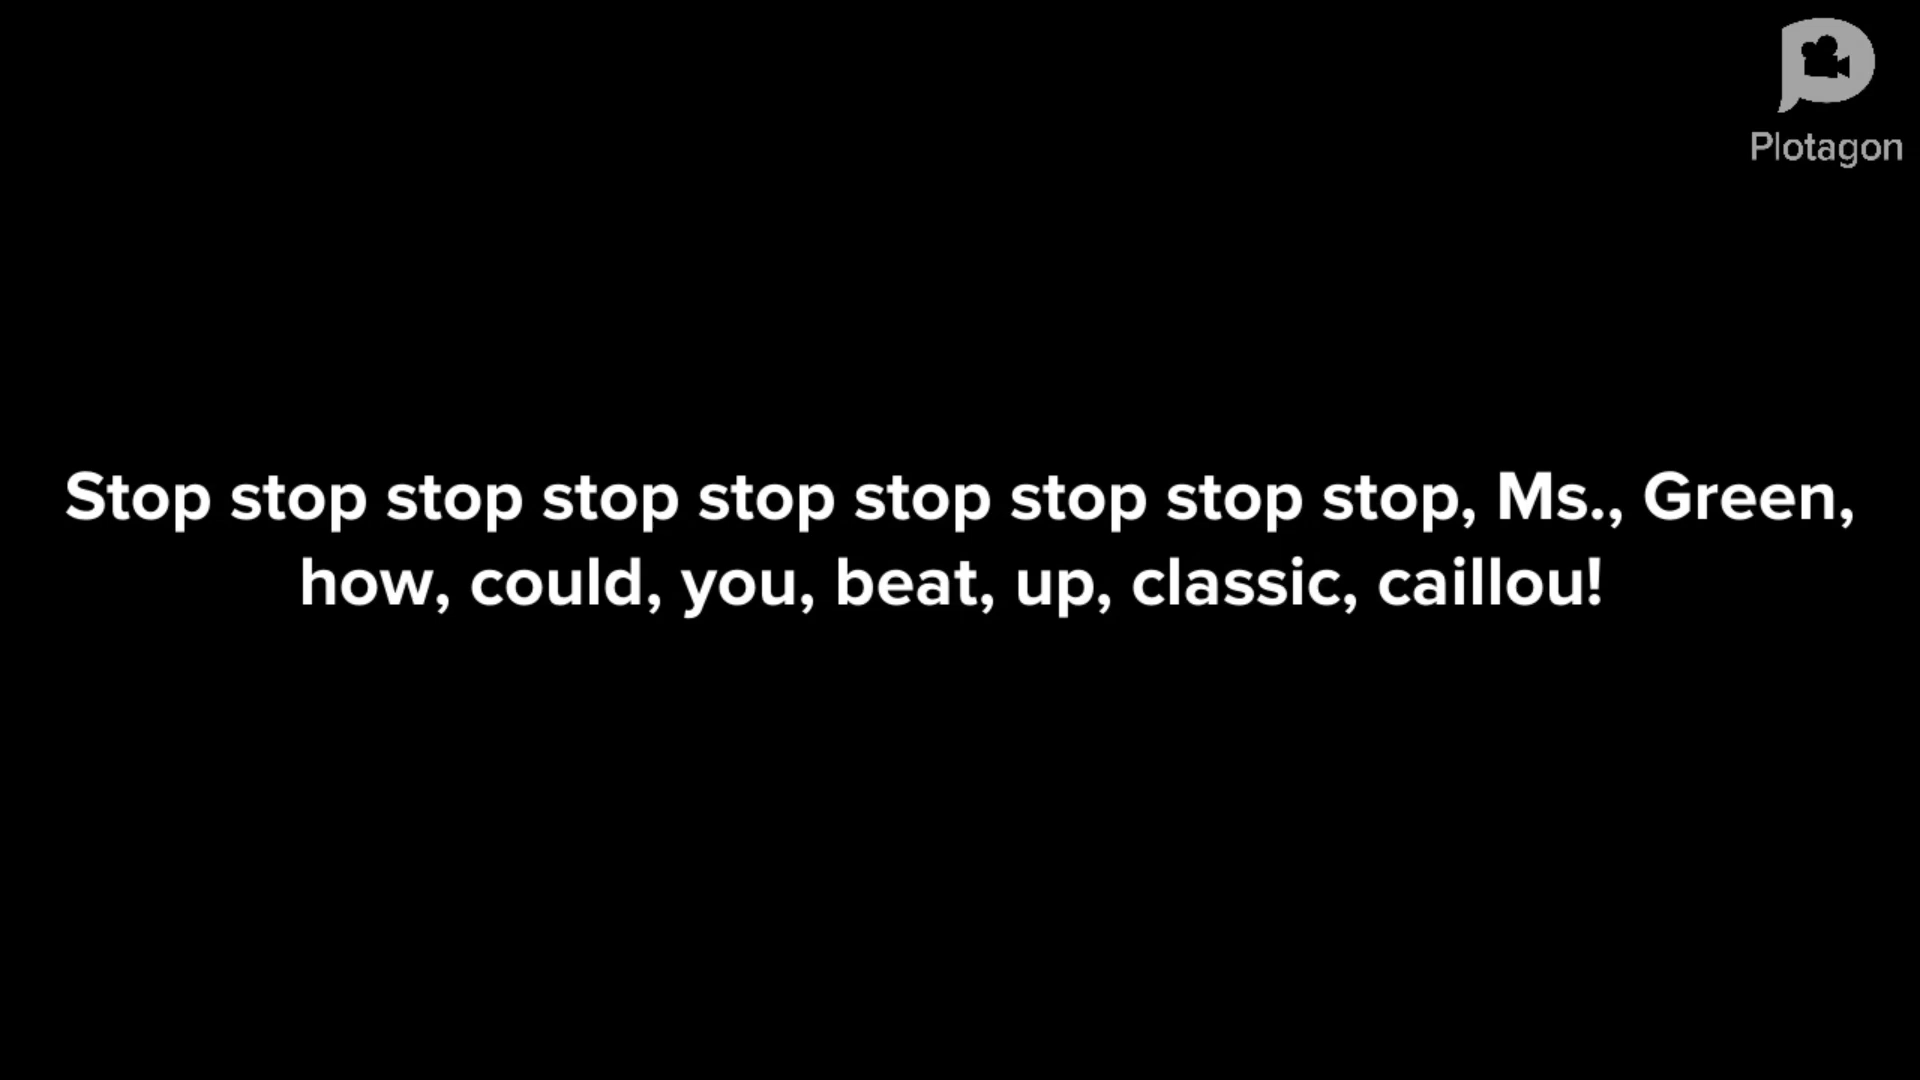 Plotagon
Stop stop stop stop stop stop stop stop stop, Ms., Green,
how, could, you, beat, up, classic, caillou!